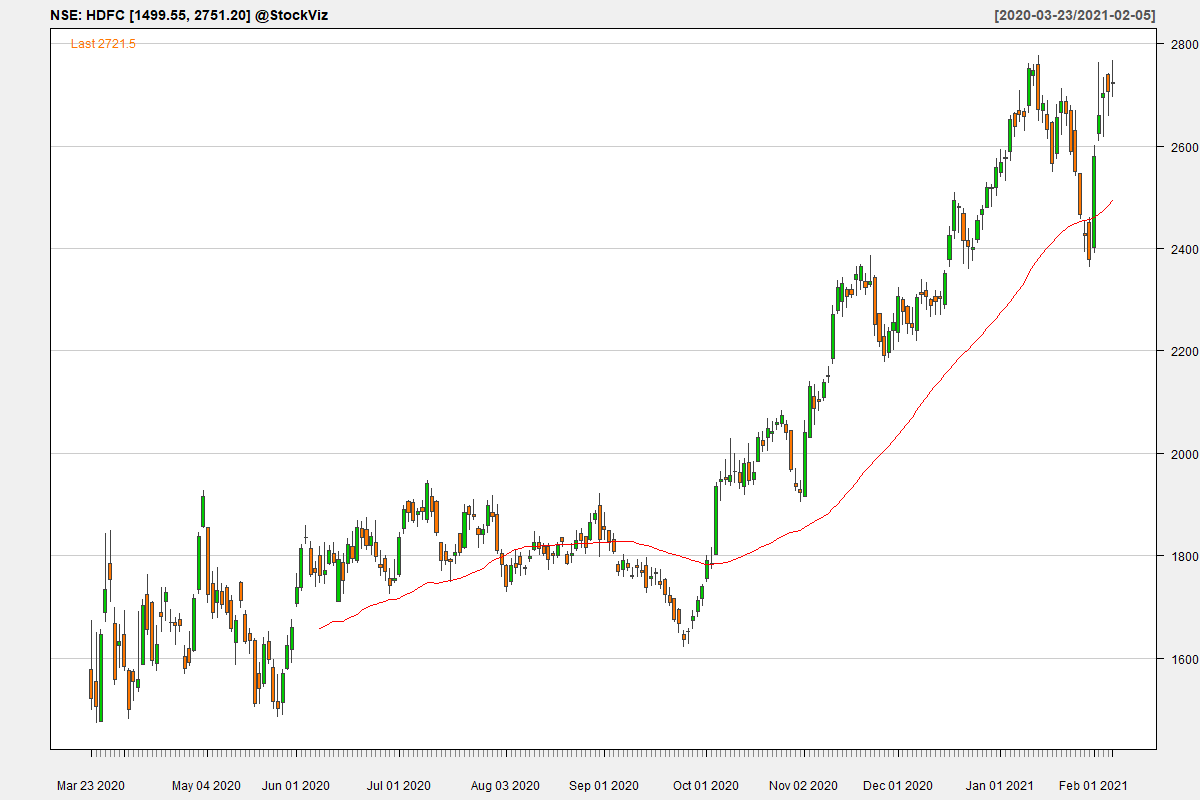 NSE: HDFC [1499.55, 2751.20] @StockViz
[2020-03-23/2021-02-05]
Last 2721.5
2800
2600
2400
2200
2000
1800
1600
Mar 23 2020
May 04 2020
Jun 01 2020
Jul 01 2020
Aug 03 2020
Sep 01 2020
Oct 01 2020
Nov 02 2020
Dec 01 2020
Jan 01 2021
Feb 01 2021